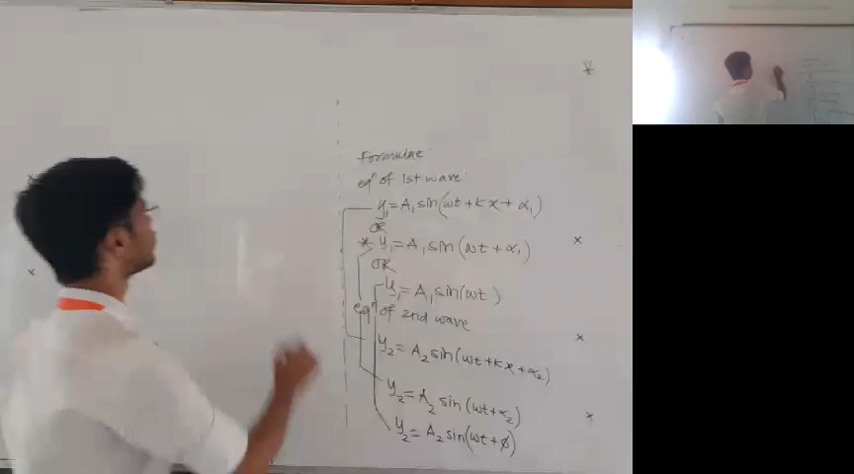 Formulae
eqⁿ of 1st wave
y₁ = A₁ sin(ωt + kx + α₁)
OR
* y₁ = A₁ sin(ωt + α₁)
OR
y₁ = A₁ sin(ωt)
eqⁿ of 2nd wave
y₂ = A₂ sin(ωt + kx + α₂)
y₂ = A₂ sin(ωt + α₂)
y₂ = A₂ sin(ωt + φ)